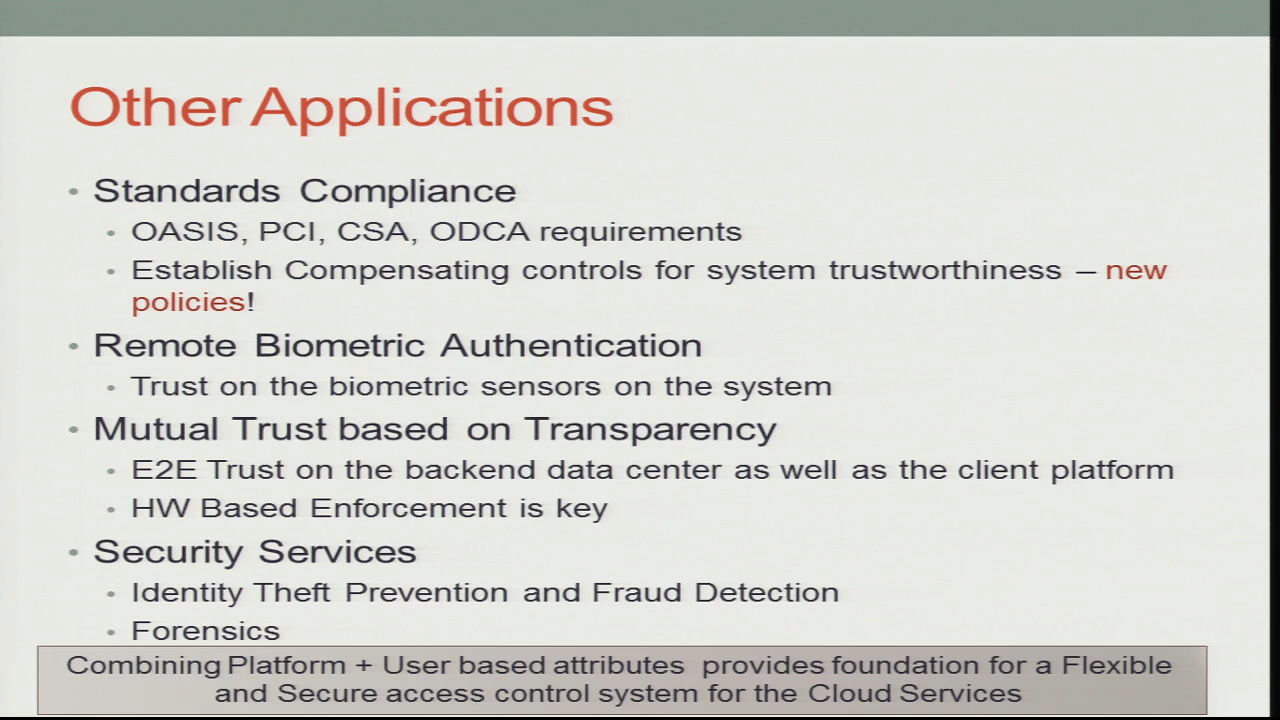 Other Applications
• Standards Compliance
• OASIS, PCI, CSA, ODCA requirements
• Establish Compensating controls for system trustworthiness – new
policies!
• Remote Biometric Authentication
• Trust on the biometric sensors on the system
• Mutual Trust based on Transparency
• E2E Trust on the backend data center as well as the client platform
• HW Based Enforcement is key
• Security Services
• Identity Theft Prevention and Fraud Detection
• Forensics
Combining Platform + User based attributes provides foundation for a Flexible
and Secure access control system for the Cloud Services